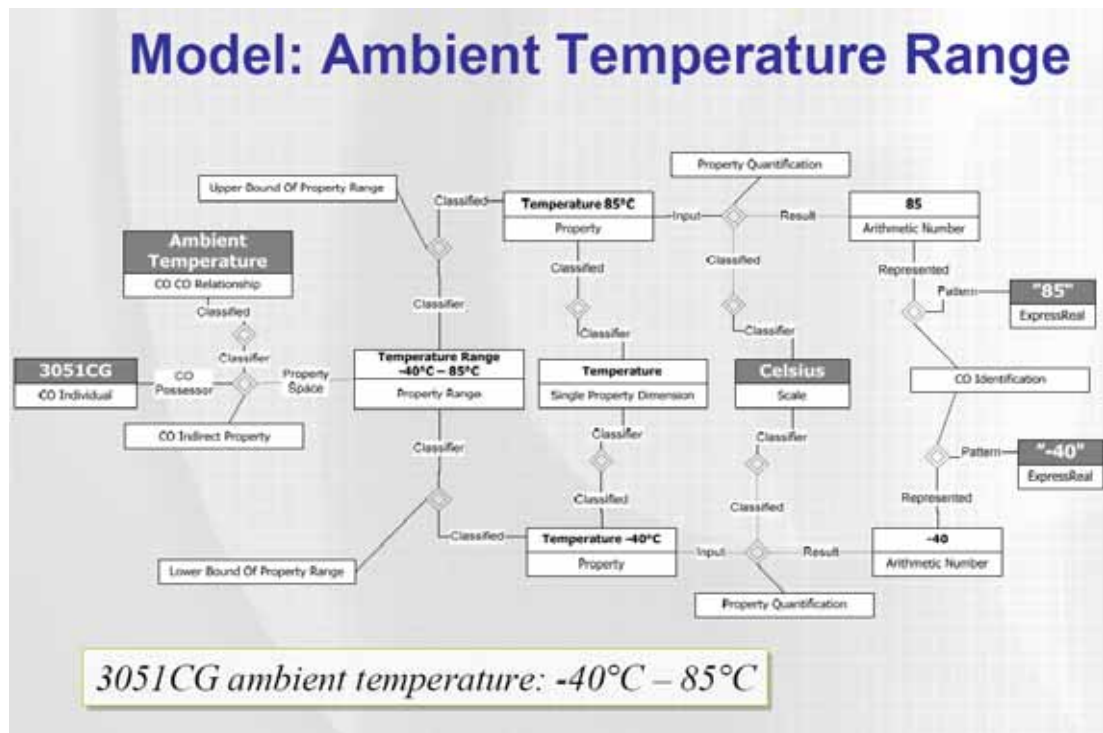 Model: Ambient Temperature Range
Property Quantification
Upper Bound Of Property Range
Classified
Temperature 85°C
Property
Input
Result
85
Arithmetic Number
Ambient
Temperature
CO CO Relationship
Classified
Classified
Represented
Pattern
"85"
ExpressReal
Classified
Classifier
Classifier
Classifier
Classifier
3051CG
CO Individual
CO
Possessor
Property
Space
Temperature Range
-40°C – 85°C
Property Range
Temperature
Single Property Dimension
Celsius
Scale
CO Identification
CO Indirect Property
Classifier
Classifier
Classifier
Pattern
"-40"
ExpressReal
Classified
Classified
Represented
Classified
Temperature -40°C
Property
Input
Result
-40
Arithmetic Number
Lower Bound Of Property Range
Property Quantification
3051CG ambient temperature: -40°C – 85°C